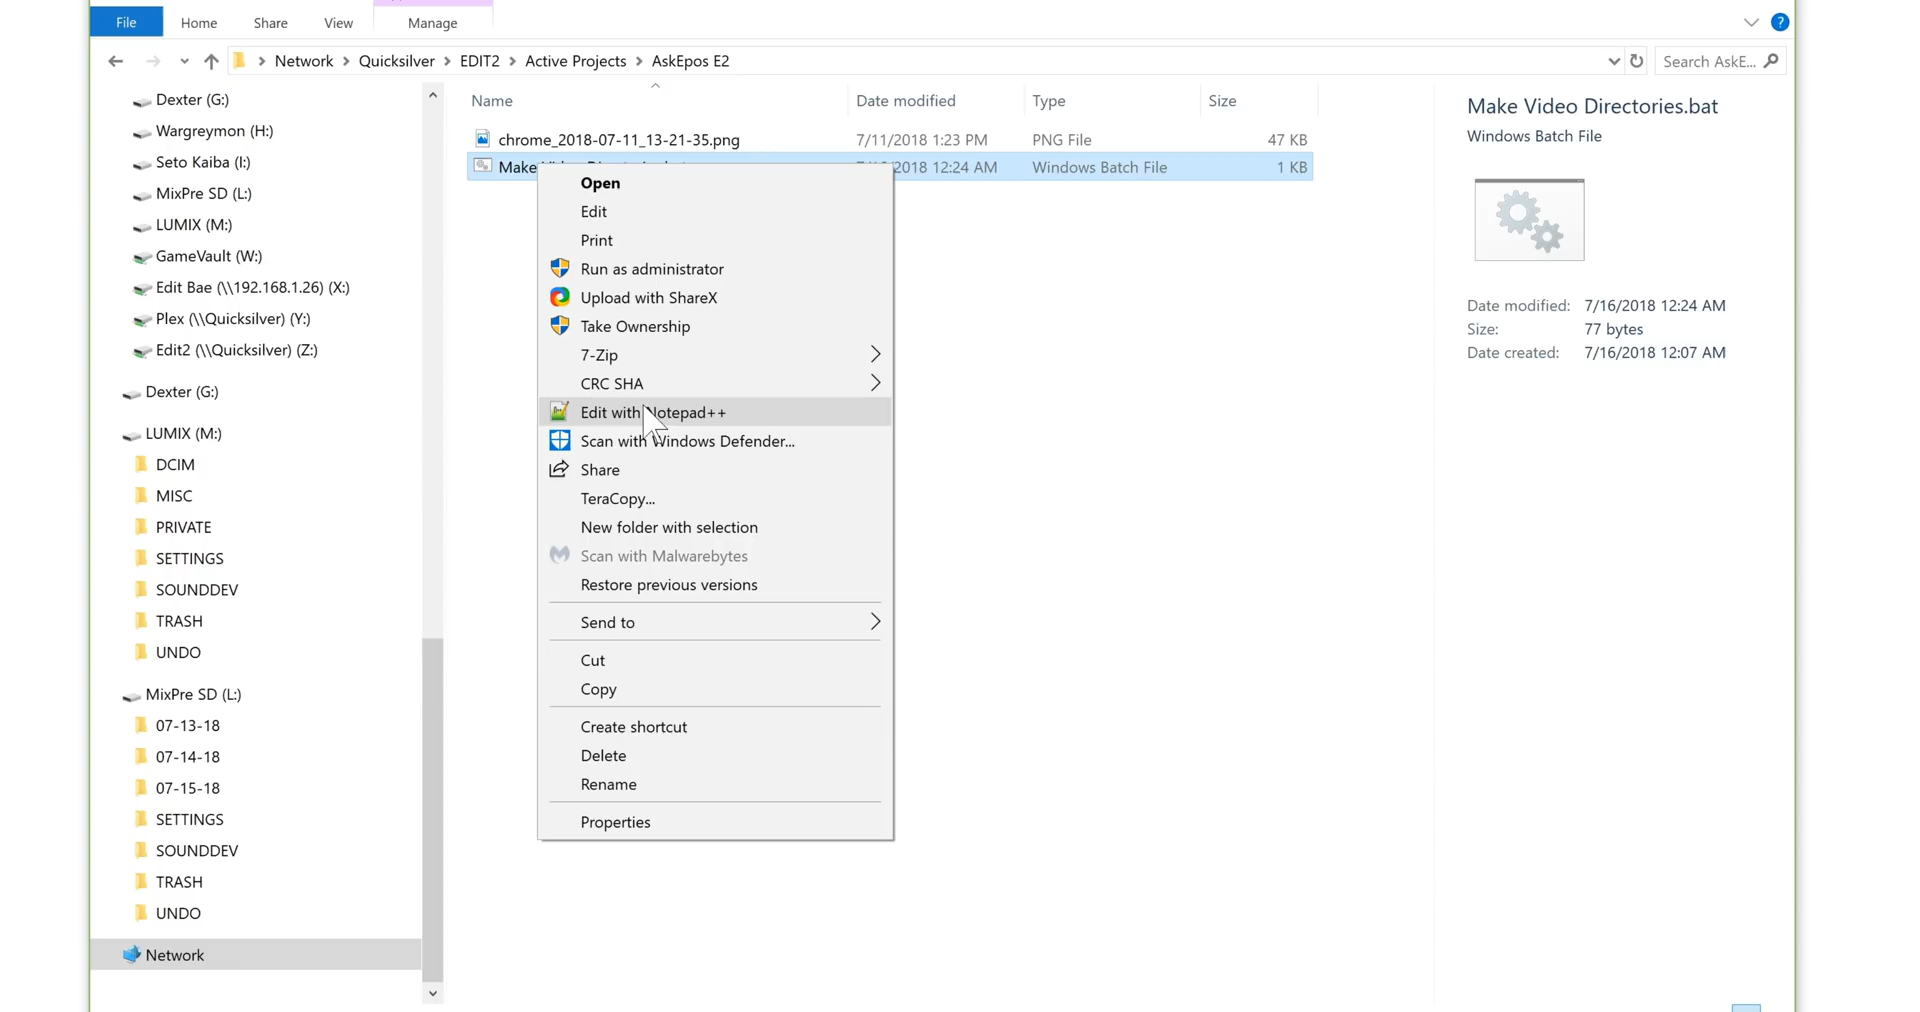 File Home Share View Manage ?
Network > Quicksilver > EDIT2 > Active Projects > AskEpos E2 Search AskE...
Dexter (G:)
Wargreymon (H:)
Seto Kaiba (I:)
MixPre SD (L:)
LUMIX (M:)
GameVault (W:)
Edit Bae (\\192.168.1.26) (X:)
Plex (\\Quicksilver) (Y:)
Edit2 (\\Quicksilver) (Z:)
Dexter (G:)
LUMIX (M:)
DCIM
MISC
PRIVATE
SETTINGS
SOUNDDEV
TRASH
UNDO
MixPre SD (L:)
07-13-18
07-14-18
07-15-18
SETTINGS
SOUNDDEV
TRASH
UNDO
Network
Name Date modified Type Size
chrome_2018-07-11_13-21-35.png 7/11/2018 1:23 PM PNG File 47 KB
Make 2018 12:24 AM Windows Batch File 1 KB
Open
Edit
Print
Run as administrator
Upload with ShareX
Take Ownership
7-Zip
CRC SHA
Edit with Notepad++
Scan with Windows Defender...
Share
TeraCopy...
New folder with selection
Scan with Malwarebytes
Restore previous versions
Send to
Cut
Copy
Create shortcut
Delete
Rename
Properties
Make Video Directories.bat
Windows Batch File
Date modified: 7/16/2018 12:24 AM
Size: 77 bytes
Date created: 7/16/2018 12:07 AM